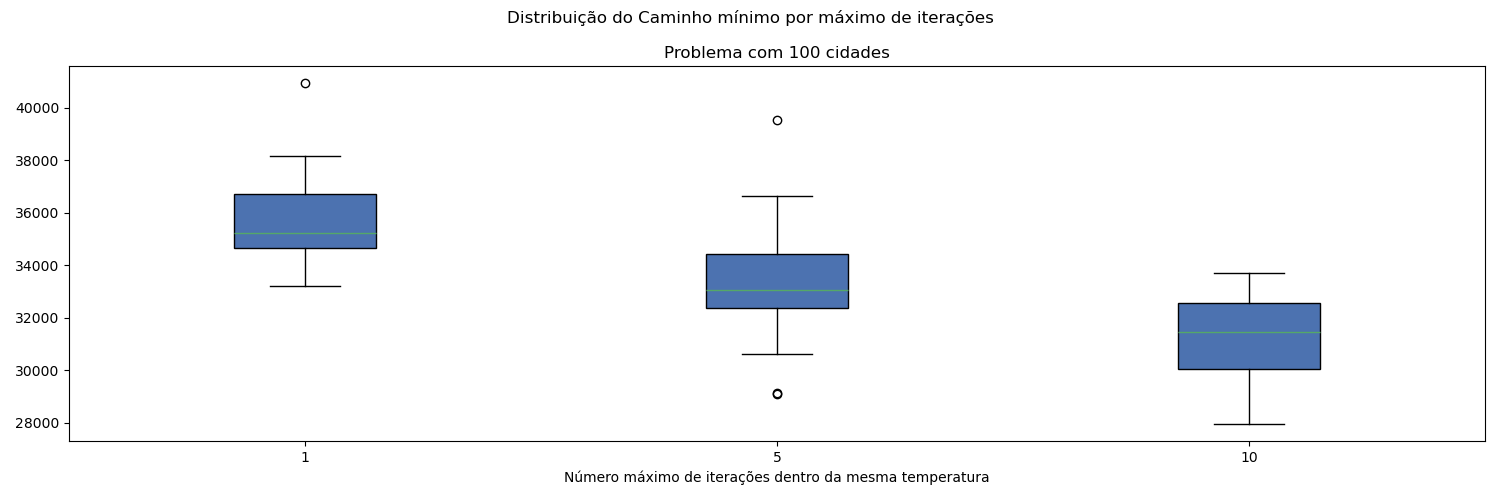 Distribuição do Caminho mínimo por máximo de iterações
Problema com 100 cidades
40000
38000
36000
34000
32000
30000
28000
1 5 10
Número máximo de iterações dentro da mesma temperatura